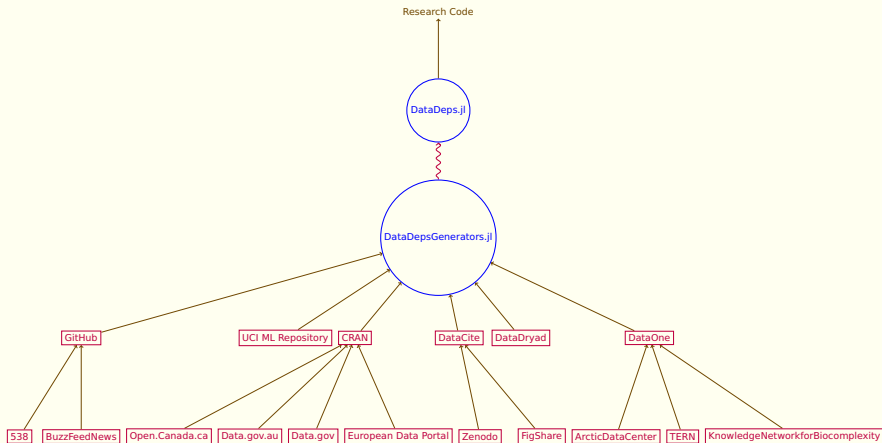 Research Code
DataDeps.jl
DataDepsGenerators.jl
GitHub
UCI ML Repository
CRAN
DataCite
DataDryad
DataOne
538
BuzzFeedNews
Open.Canada.ca
Data.gov.au
Data.gov
European Data Portal
Zenodo
FigShare
ArcticDataCenter
TERN
KnowledgeNetworkforBiocomplexity